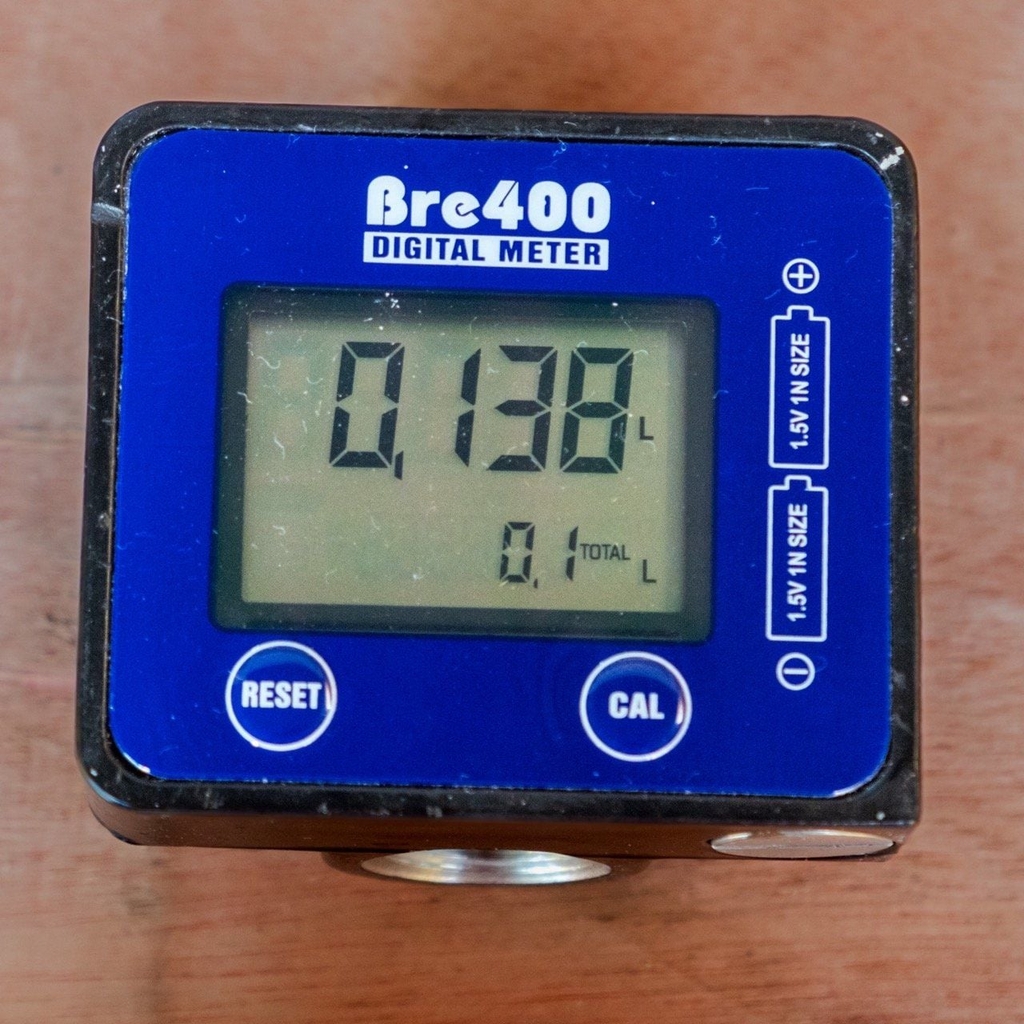 Bre400
DIGITAL METER
0,138 L
0,1 TOTAL L
RESET
CAL
1.5V 1N SIZE
1.5V 1N SIZE